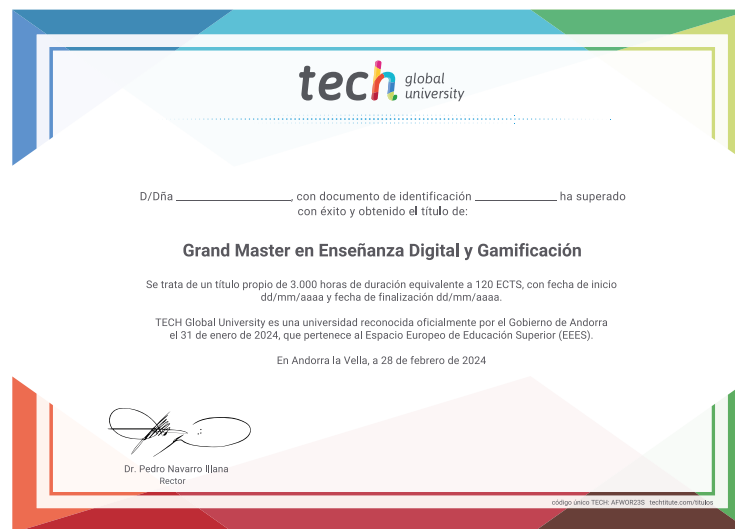 tech global
university
D/Dña ____________, con documento de identificación ____________ ha superado
con éxito y obtenido el título de:
Grand Master en Enseñanza Digital y Gamificación
Se trata de un título propio de 3.000 horas de duración equivalente a 120 ECTS, con fecha de inicio
dd/mm/aaaa y fecha de finalización dd/mm/aaaa.
TECH Global University es una universidad reconocida oficialmente por el Gobierno de Andorra
el 31 de enero de 2024, que pertenece al Espacio Europeo de Educación Superior (EEES).
En Andorra la Vella, a 28 de febrero de 2024
Dr. Pedro Navarro Illana
Rector
código único TECH: AFWOR23S techtitute.com/titulos